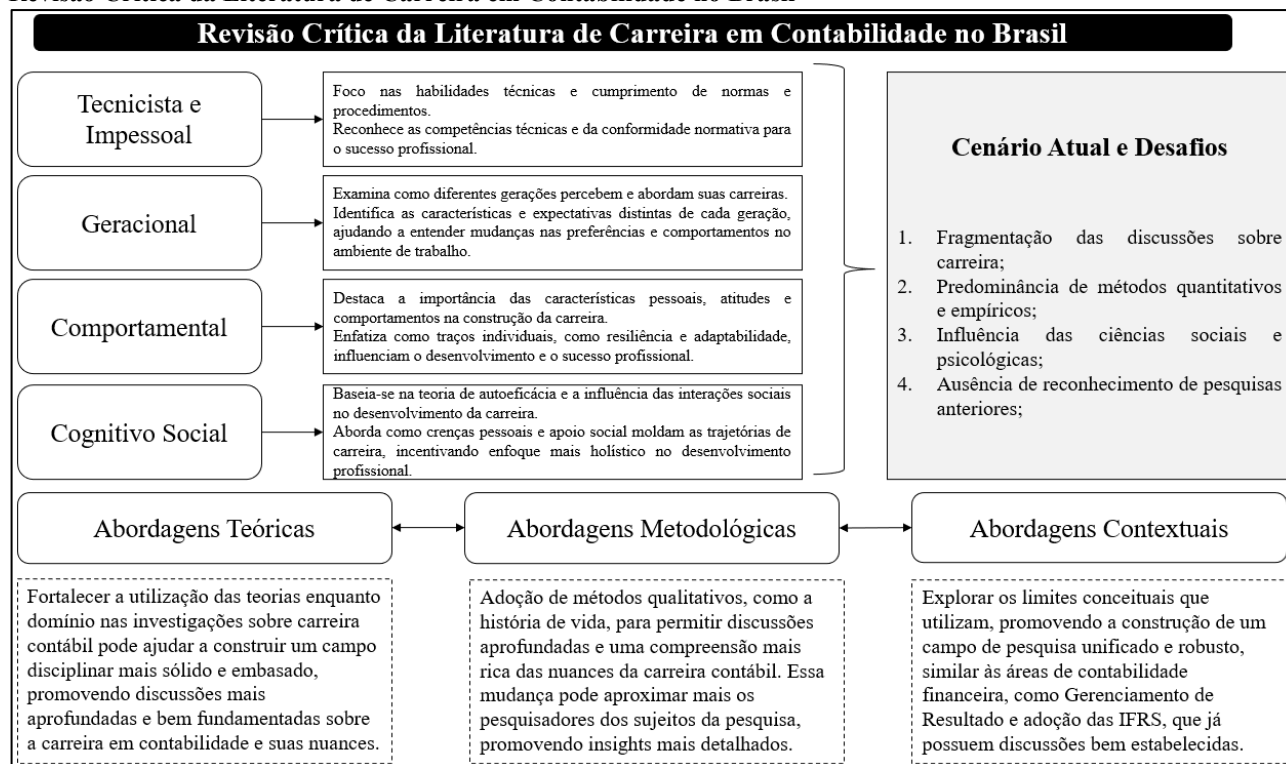 Revisão Crítica da Literatura de Carreira em Contabilidade no Brasil
Revisão Crítica da Literatura de Carreira em Contabilidade no Brasil
Tecnicista e
Impessoal
Foco nas habilidades técnicas e cumprimento de normas e
procedimentos.
Reconhece as competências técnicas e da conformidade normativa para
o sucesso profissional.
Geracional
Examina como diferentes gerações percebem e abordam suas carreiras.
Identifica as características e expectativas distintas de cada geração,
ajudando a entender mudanças nas preferências e comportamentos no
ambiente de trabalho.
Comportamental
Destaca a importância das características pessoais, atitudes e
comportamentos na construção da carreira.
Enfatiza como traços individuais, como resiliência e adaptabilidade,
influenciam o desenvolvimento e o sucesso profissional.
Cognitivo Social
Baseia-se na teoria de autoeficácia e a influência das interações sociais
no desenvolvimento da carreira.
Aborda como crenças pessoais e apoio social moldam as trajetórias de
carreira, incentivando enfoque mais holístico no desenvolvimento
profissional.
Cenário Atual e Desafios
1. Fragmentação das discussões sobre
carreira;
2. Predominância de métodos quantitativos
e empíricos;
3. Influência das ciências sociais e
psicológicas;
4. Ausência de reconhecimento de pesquisas
anteriores;
Abordagens Teóricas
Fortalecer a utilização das teorias enquanto
domínio nas investigações sobre carreira
contábil pode ajudar a construir um campo
disciplinar mais sólido e embasado,
promovendo discussões mais
aprofundadas e bem fundamentadas sobre
a carreira em contabilidade e suas nuances.
Abordagens Metodológicas
Adoção de métodos qualitativos, como a
história de vida, para permitir discussões
aprofundadas e uma compreensão mais
rica das nuances da carreira contábil. Essa
mudança pode aproximar mais os
pesquisadores dos sujeitos da pesquisa,
promovendo insights mais detalhados.
Abordagens Contextuais
Explorar os limites conceituais que
utilizam, promovendo a construção de um
campo de pesquisa unificado e robusto,
similar às áreas de contabilidade
financeira, como Gerenciamento de
Resultado e adoção das IFRS, que já
possuem discussões bem estabelecidas.